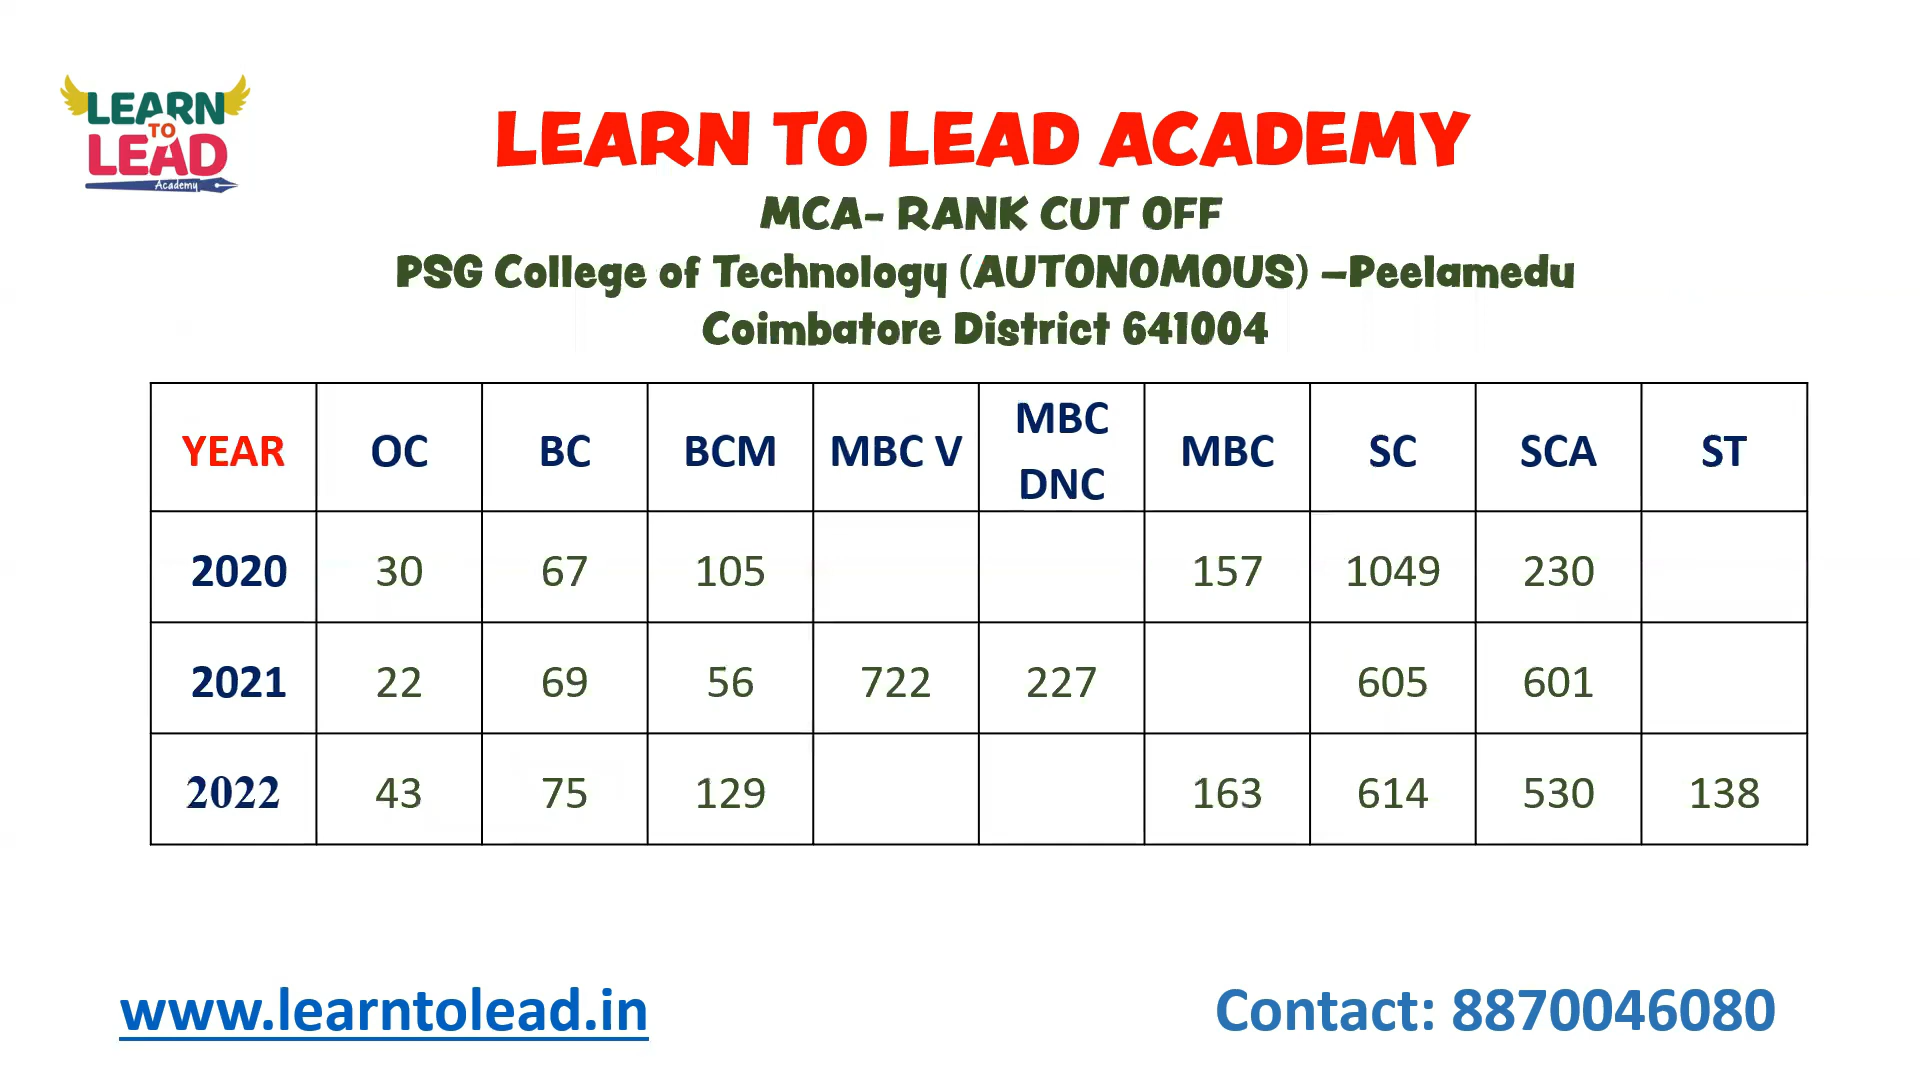 LEARN
TO
LEAD
Academy
LEARN TO LEAD ACADEMY
MCA- RANK CUT OFF
PSG College of Technology (AUTONOMOUS) –Peelamedu
Coimbatore District 641004
YEAR OC BC BCM MBC V MBC DNC MBC SC SCA ST
2020 30 67 105 157 1049 230
2021 22 69 56 722 227 605 601
2022 43 75 129 163 614 530 138
www.learntolead.in Contact: 8870046080